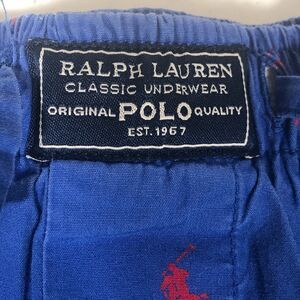 RALPH LAUREN
CLASSIC UNDERWEAR
ORIGINAL POLO QUALITY
EST. 1967